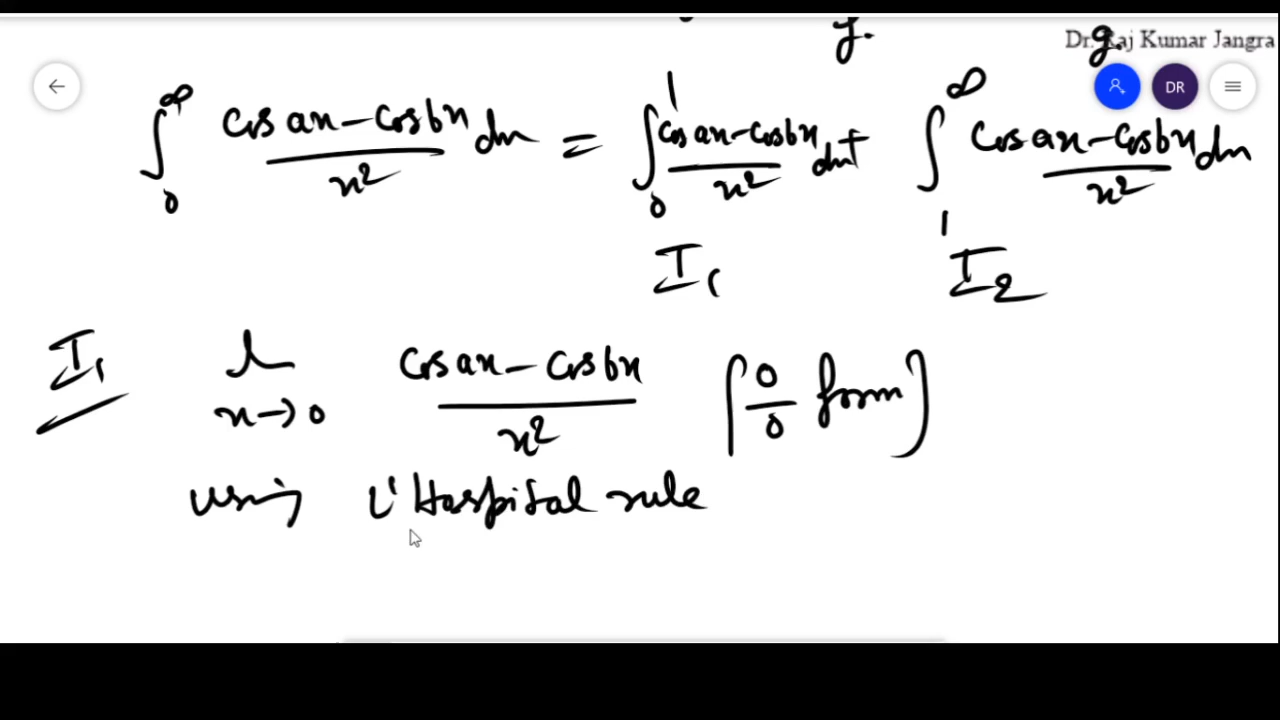 y. g.
Dr. Raj Kumar Jangra
DR
∫₀^∞ (cos ax – cos bx)/x² dx = ∫₀¹ (cos ax – cos bx)/x² dx + ∫₁^∞ (cos ax – cos bx)/x² dx
I₁ I₂
I₁ lim x→0 (cos ax – cos bx)/x² [0/0 form]
using L' Hospital rule